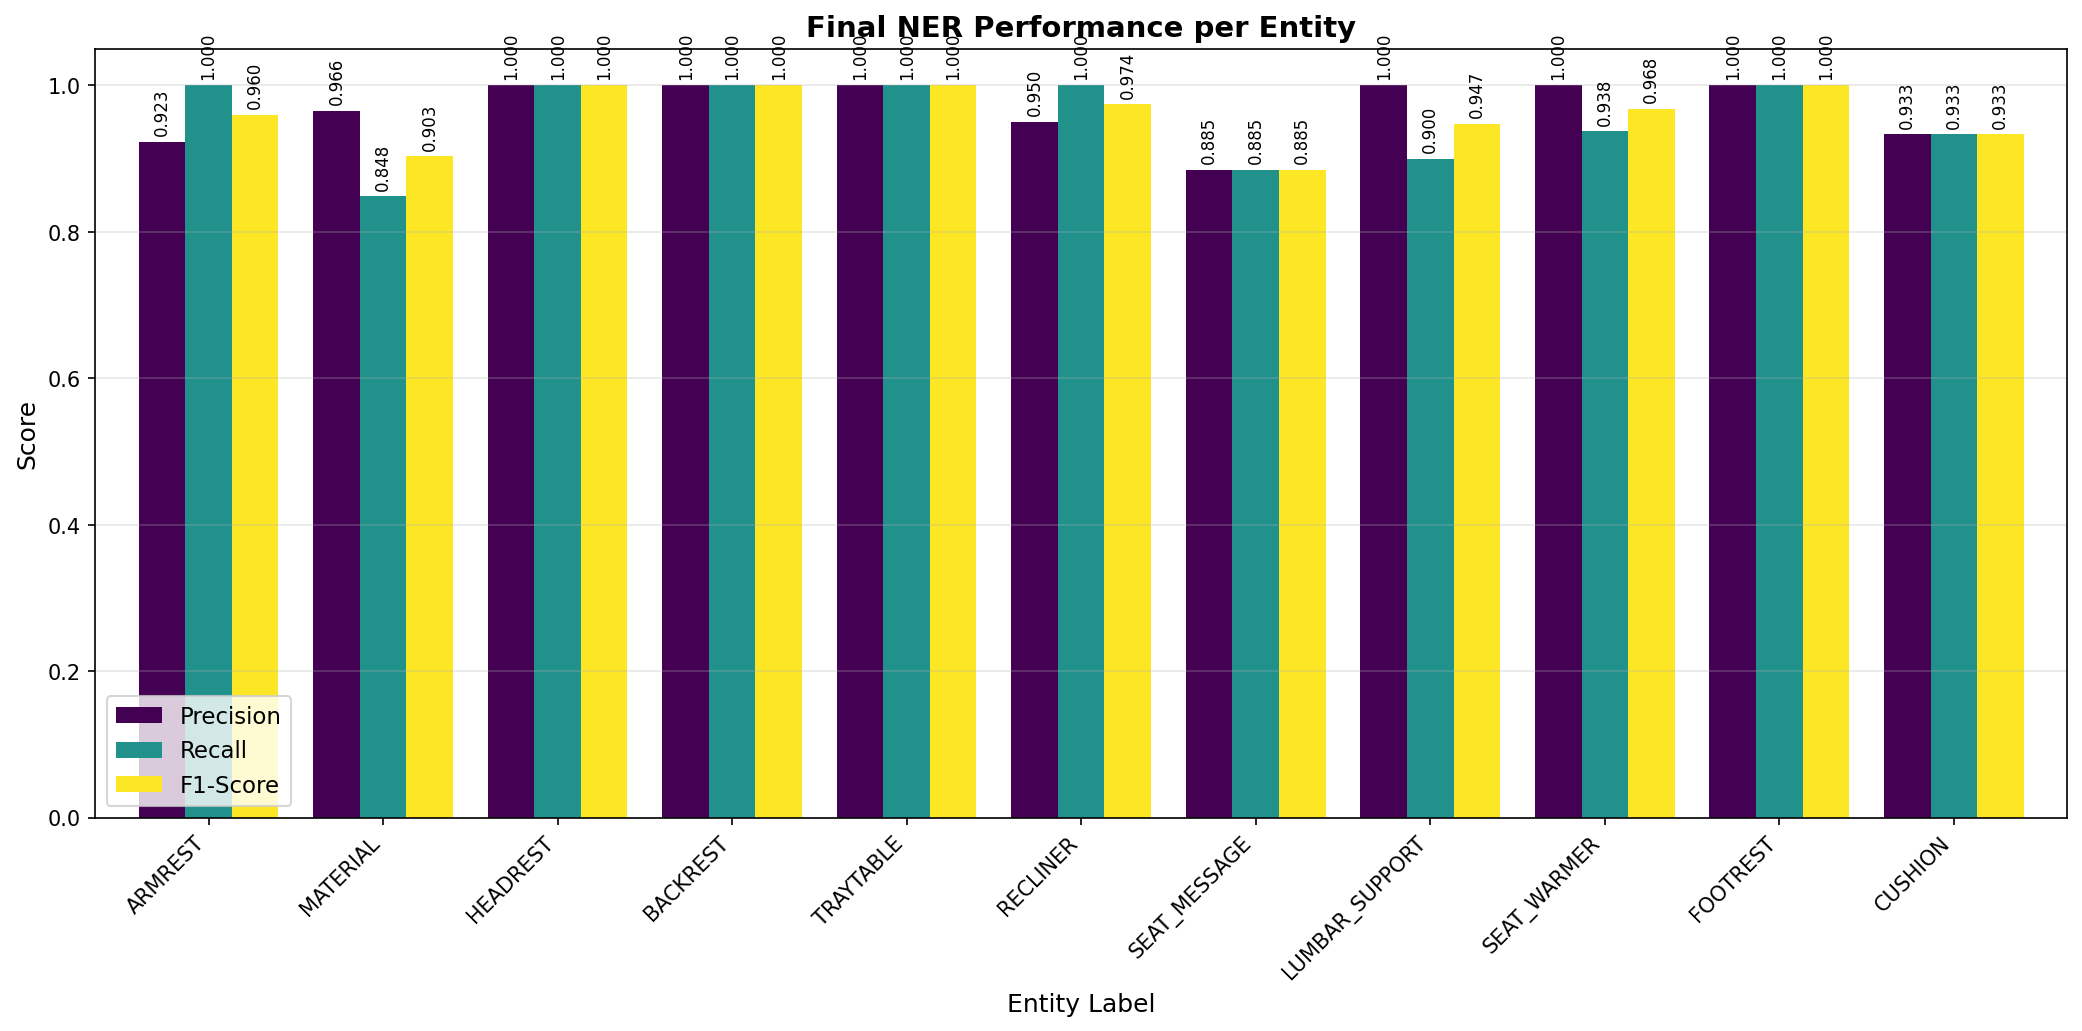 Final NER Performance per Entity
0.923
1.000
0.960
0.966
0.848
0.903
1.000
1.000
1.000
1.000
1.000
1.000
1.000
1.000
1.000
0.950
1.000
0.974
0.885
0.885
0.885
1.000
0.900
0.947
1.000
0.938
0.968
1.000
1.000
1.000
0.933
0.933
0.933
1.0
0.8
0.6
0.4
0.2
0.0
Score
Precision
Recall
F1-Score
ARMREST
MATERIAL
HEADREST
BACKREST
TRAYTABLE
RECLINER
SEAT_MESSAGE
LUMBAR_SUPPORT
SEAT_WARMER
FOOTREST
CUSHION
Entity Label